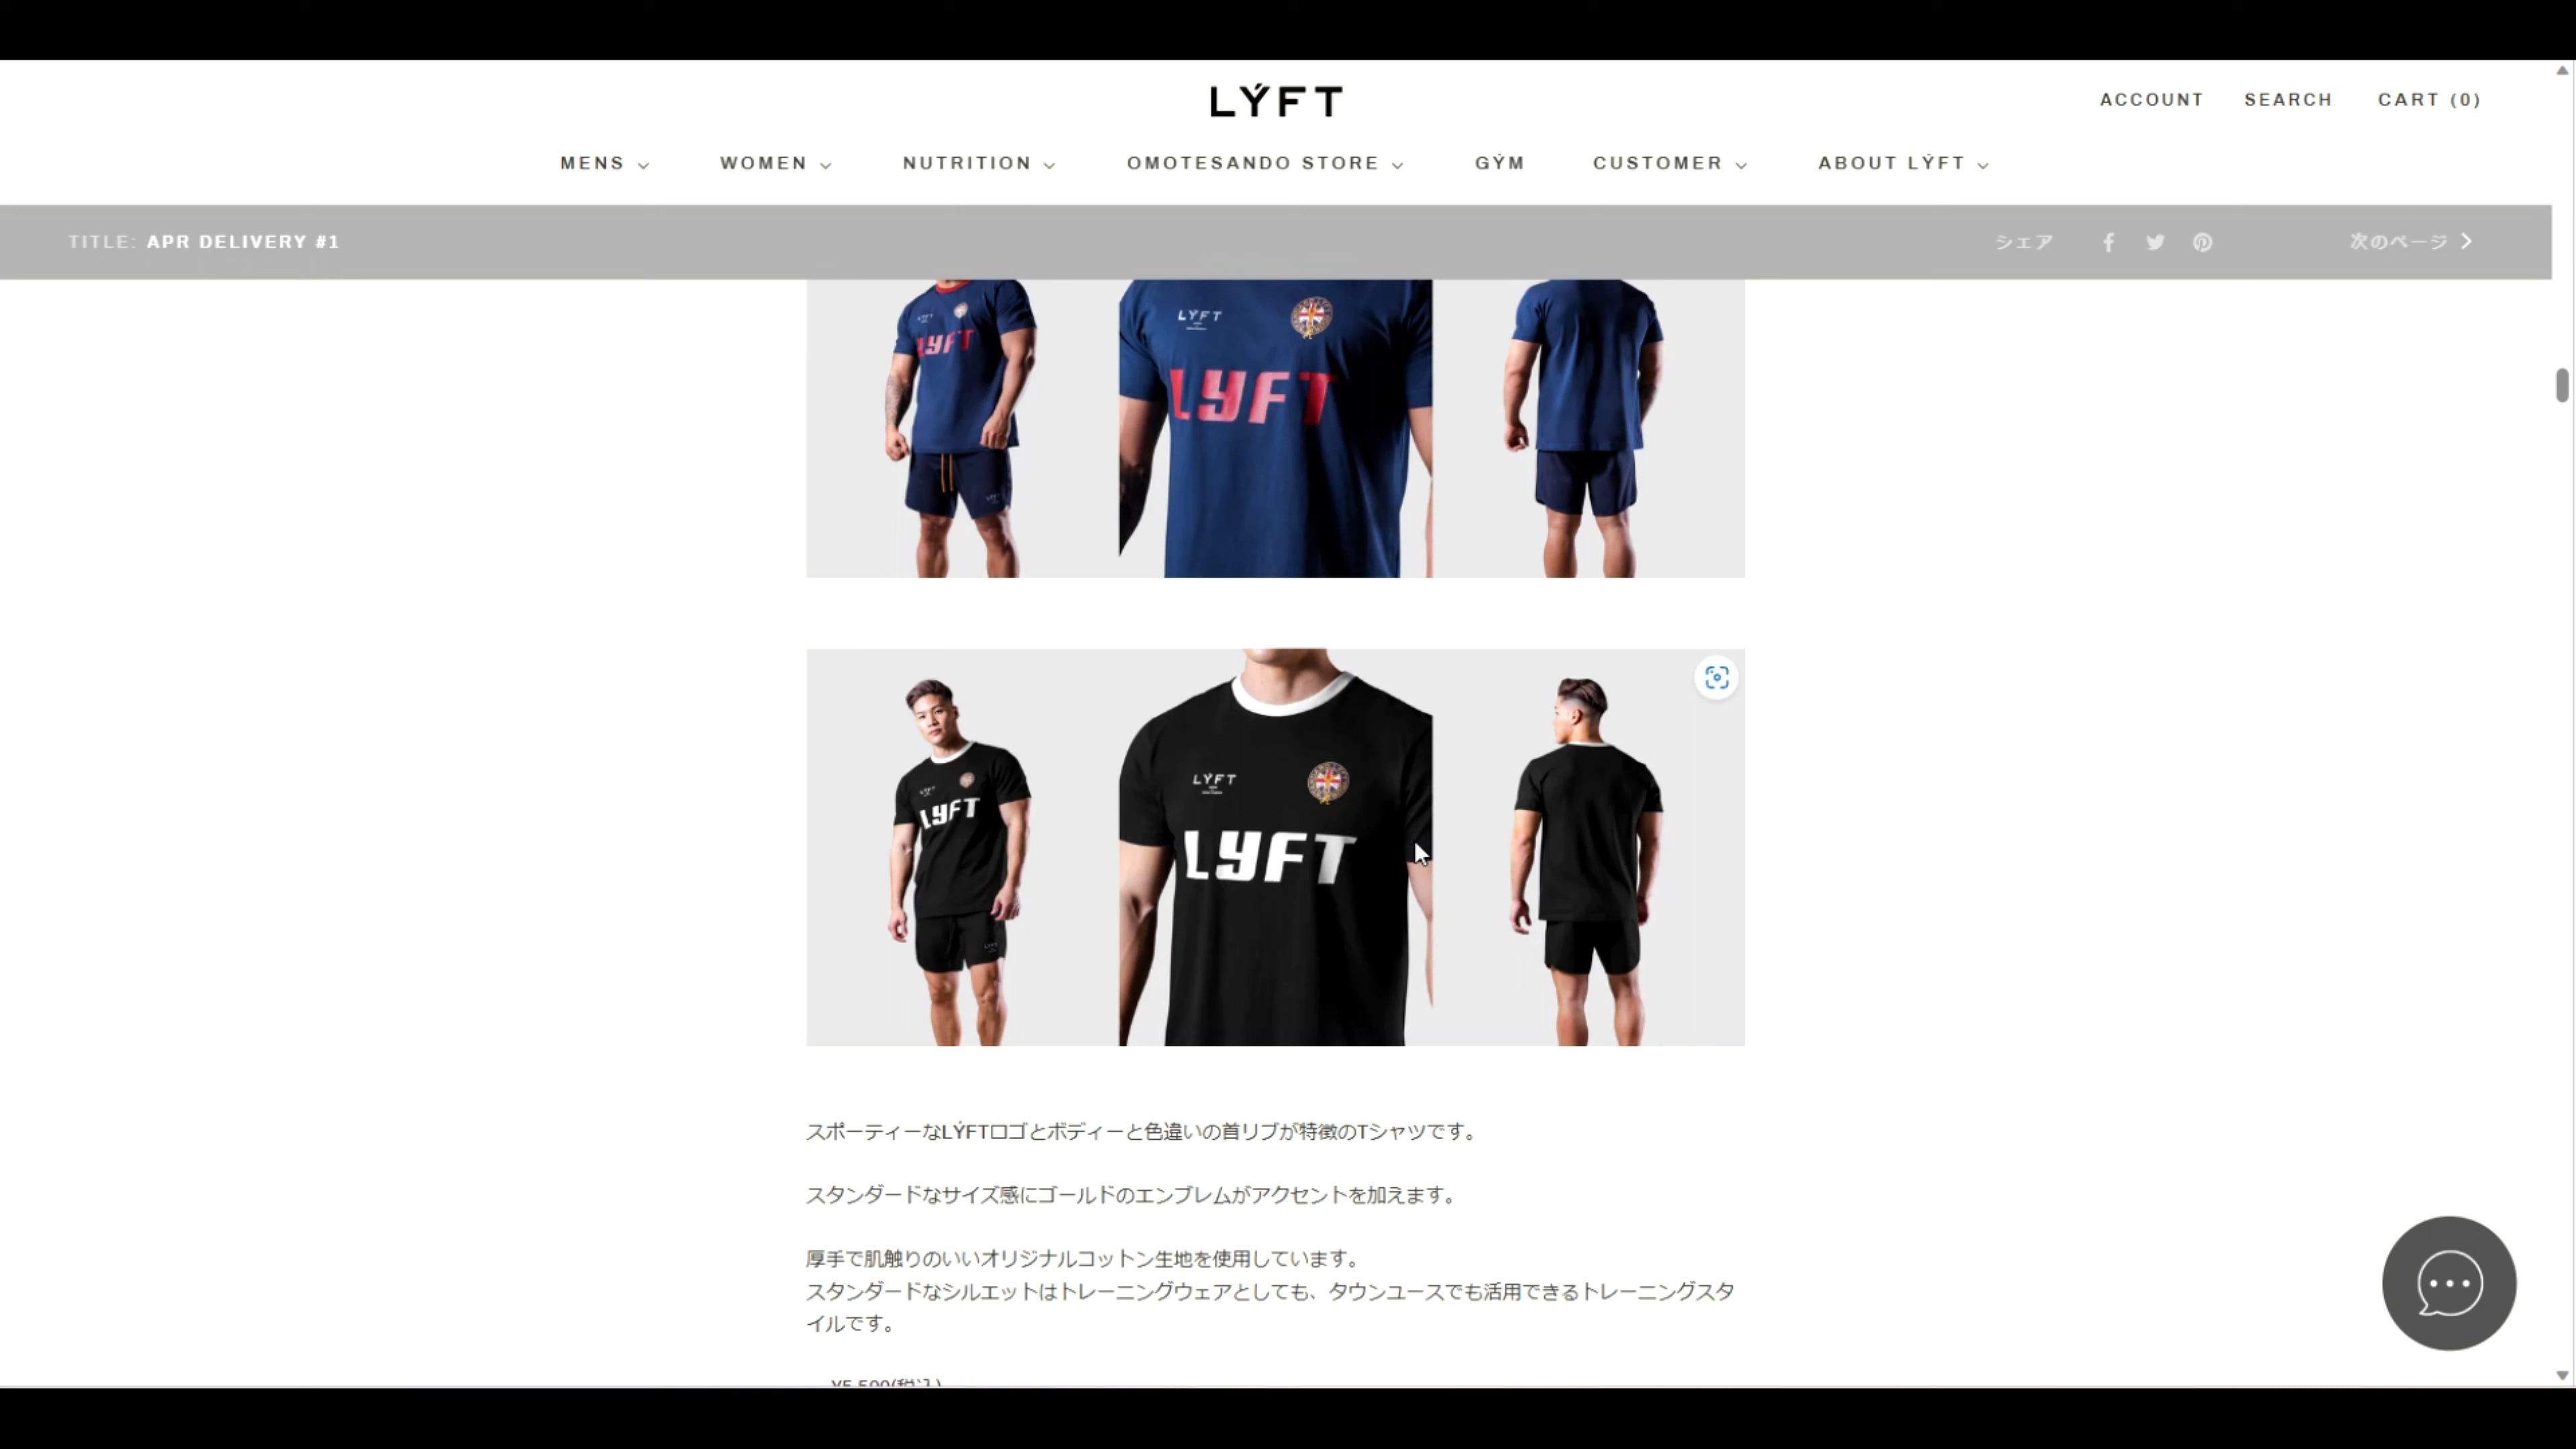 LÝFT
ACCOUNT SEARCH CART (0)
MENS WOMEN NUTRITION OMOTESANDO STORE GÝM CUSTOMER ABOUT LÝFT
TITLE: APR DELIVERY #1 シェア 次のページ
LÝFT
LYFT
LÝFT
LYFT
LÝFT
LYFT
LÝFT
LYFT
スポーティーなLÝFTロゴとボディーと色違いの首リブが特徴のTシャツです。
スタンダードなサイズ感にゴールドのエンブレムがアクセントを加えます。
厚手で肌触りのいいオリジナルコットン生地を使用しています。
スタンダードなシルエットはトレーニングウェアとしても、タウンユースでも活用できるトレーニングスタ
イルです。
¥5,500(税込)